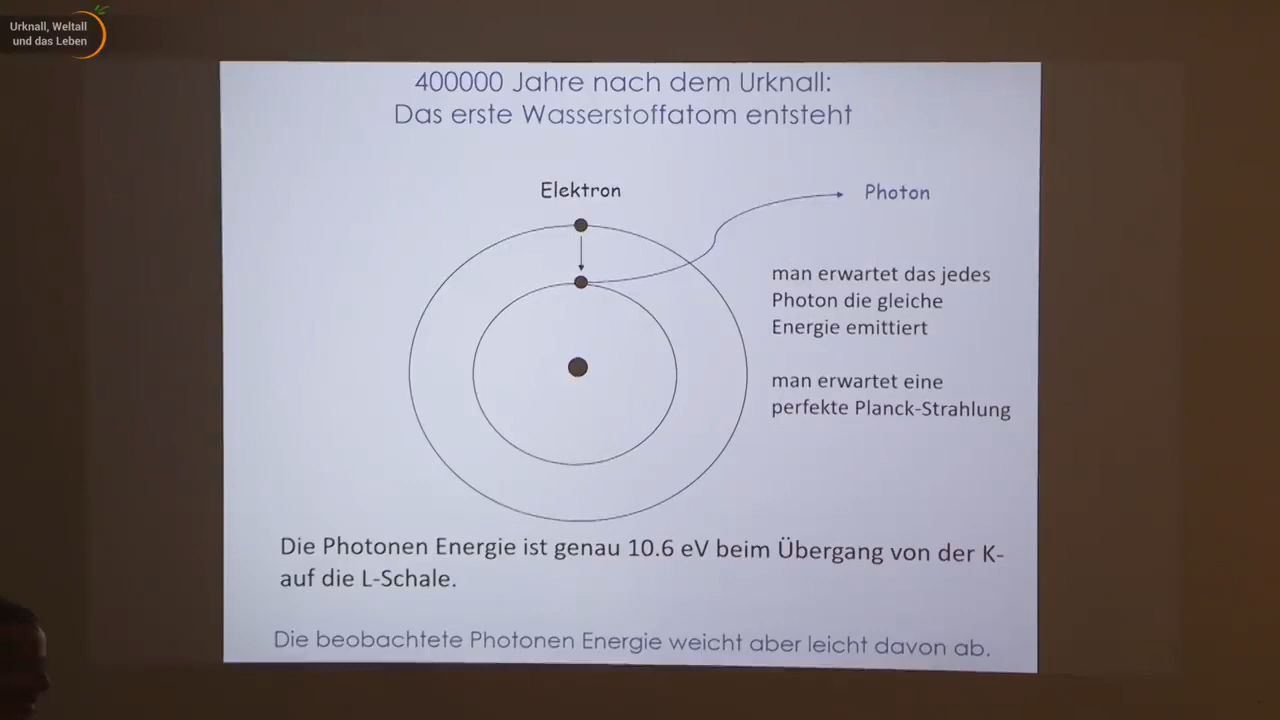 Urknall, Weltall
und das Leben
400000 Jahre nach dem Urknall:
Das erste Wasserstoffatom entsteht
Elektron
Photon
man erwartet das jedes
Photon die gleiche
Energie emittiert
man erwartet eine
perfekte Planck-Strahlung
Die Photonen Energie ist genau 10.6 eV beim Übergang von der K-
auf die L-Schale.
Die beobachtete Photonen Energie weicht aber leicht davon ab.